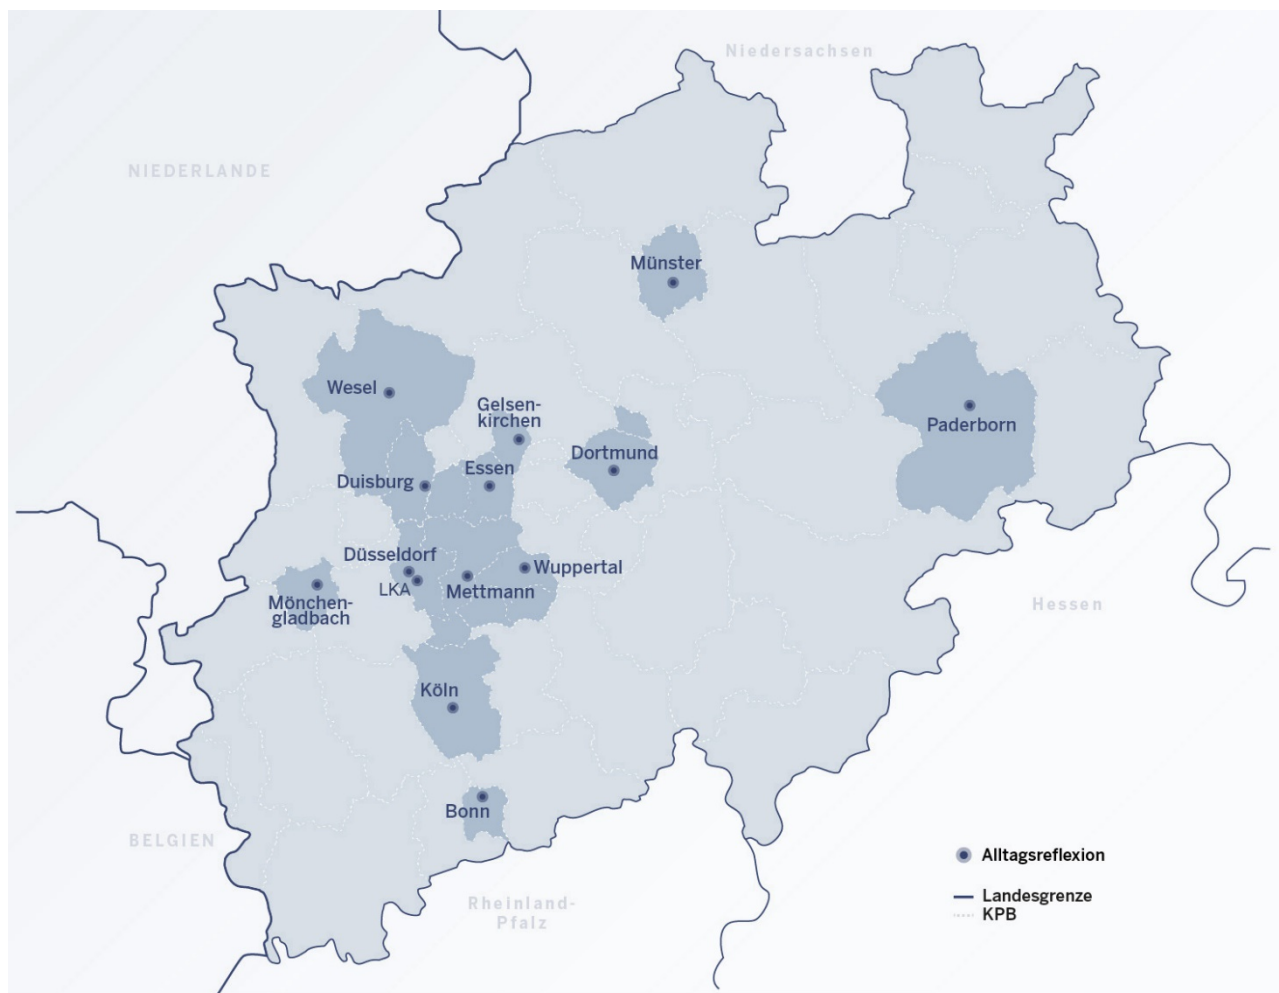 Niedersachsen
NIEDERLANDE
Münster
Wesel
Gelsen-
kirchen
Paderborn
Dortmund
Essen
Duisburg
Düsseldorf
Wuppertal
LKA
Mettmann
Mönchen-
gladbach
Hessen
Köln
Bonn
BELGIEN
Alltagsreflexion
Landesgrenze
KPB
Rheinland-
Pfalz